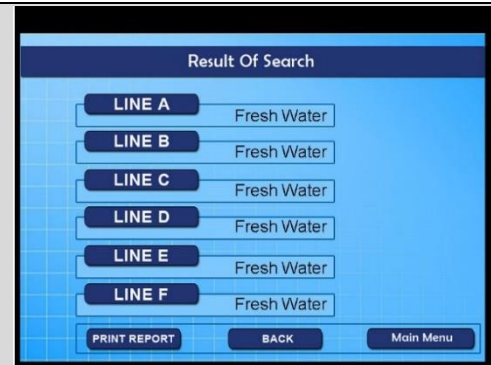 Result Of Search
LINE A
Fresh Water
LINE B
Fresh Water
LINE C
Fresh Water
LINE D
Fresh Water
LINE E
Fresh Water
LINE F
Fresh Water
PRINT REPORT BACK Main Menu